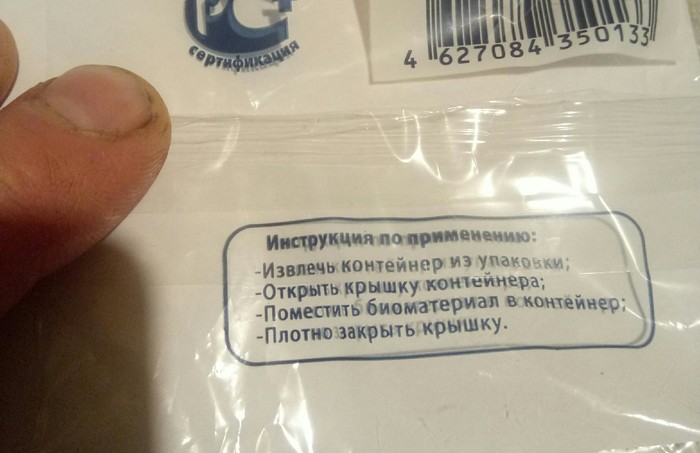 РС+
сертификация
4 627084 350133
Инструкция по применению:
-Извлечь контейнер из упаковки;
-Открыть крышку контейнера;
-Поместить биоматериал в контейнер;
-Плотно закрыть крышку.